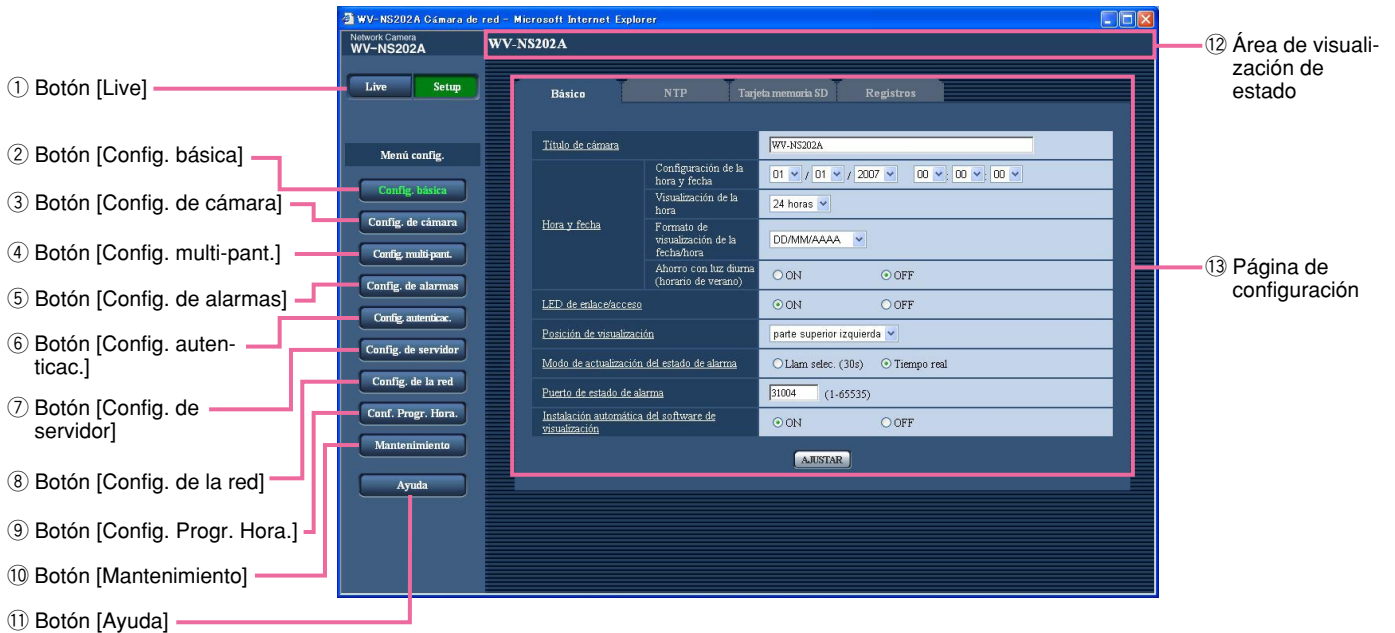 WV-NS202A Cámara de red - Microsoft Internet Explorer
Network Camera
WV-NS202A
WV-NS202A
Live
Setup
Menú config.
Config. básica
Config. de cámara
Config. multi-pant.
Config. de alarmas
Config. autenticac.
Config. de servidor
Config. de la red
Conf. Progr. Hora.
Mantenimiento
Ayuda
Básico
NTP
Tarjeta memoria SD
Registros
Título de cámara
WV-NS202A
Hora y fecha
Configuración de la
hora y fecha
01 / 01 / 2007 00 : 00 : 00
Visualización de la
hora
24 horas
Formato de
visualización de la
fecha/hora
DD/MM/AAAA
Ahorro con luz diurna
(horario de verano)
ON OFF
LED de enlace/acceso
ON OFF
Posición de visualización
parte superior izquierda
Modo de actualización del estado de alarma
Llam selec. (30s) Tiempo real
Puerto de estado de alarma
31004 (1-65535)
Instalación automática del software de
visualización
ON OFF
AJUSTAR
① Botón [Live]
② Botón [Config. básica]
③ Botón [Config. de cámara]
④ Botón [Config. multi-pant.]
⑤ Botón [Config. de alarmas]
⑥ Botón [Config. auten-
ticac.]
⑦ Botón [Config. de
servidor]
⑧ Botón [Config. de la red]
⑨ Botón [Config. Progr. Hora.]
⑩ Botón [Mantenimiento]
⑪ Botón [Ayuda]
⑫ Área de visuali-
zación de
estado
⑬ Página de
configuración